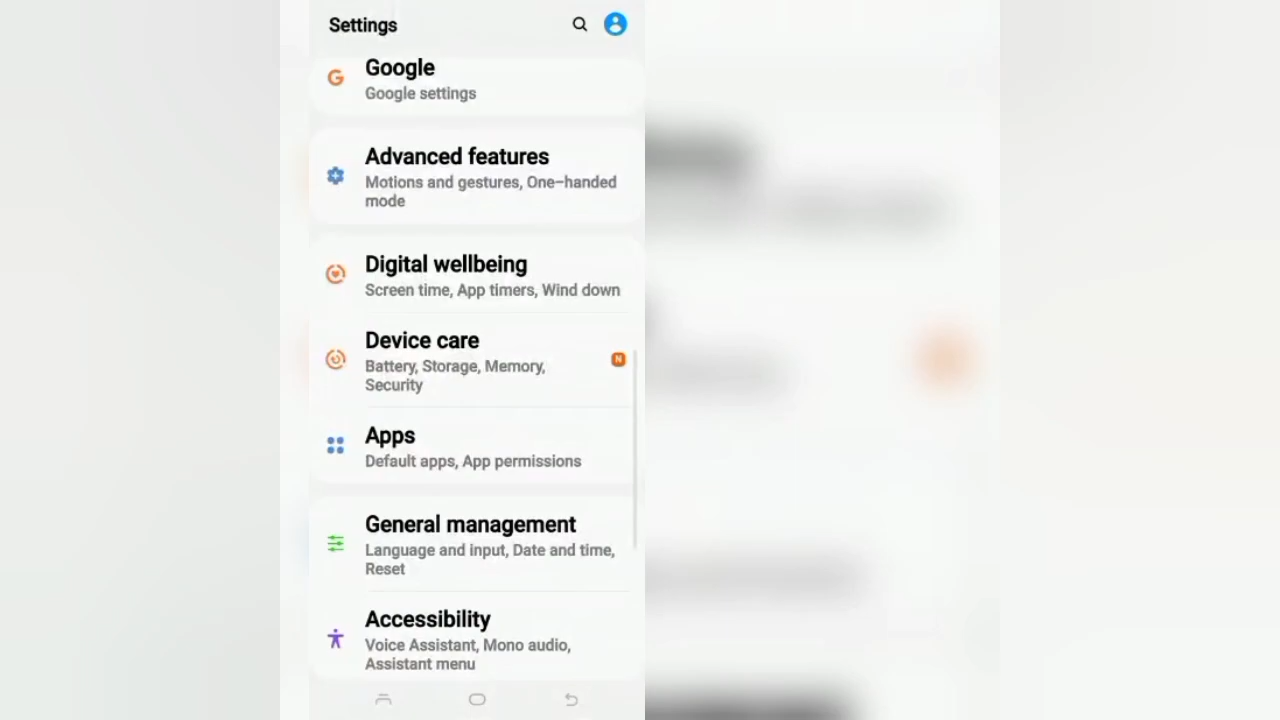 Settings
Google
Google settings
Advanced features
Motions and gestures, One-handed
mode
Digital wellbeing
Screen time, App timers, Wind down
Device care
Battery, Storage, Memory,
Security
N
Apps
Default apps, App permissions
General management
Language and input, Date and time,
Reset
Accessibility
Voice Assistant, Mono audio,
Assistant menu